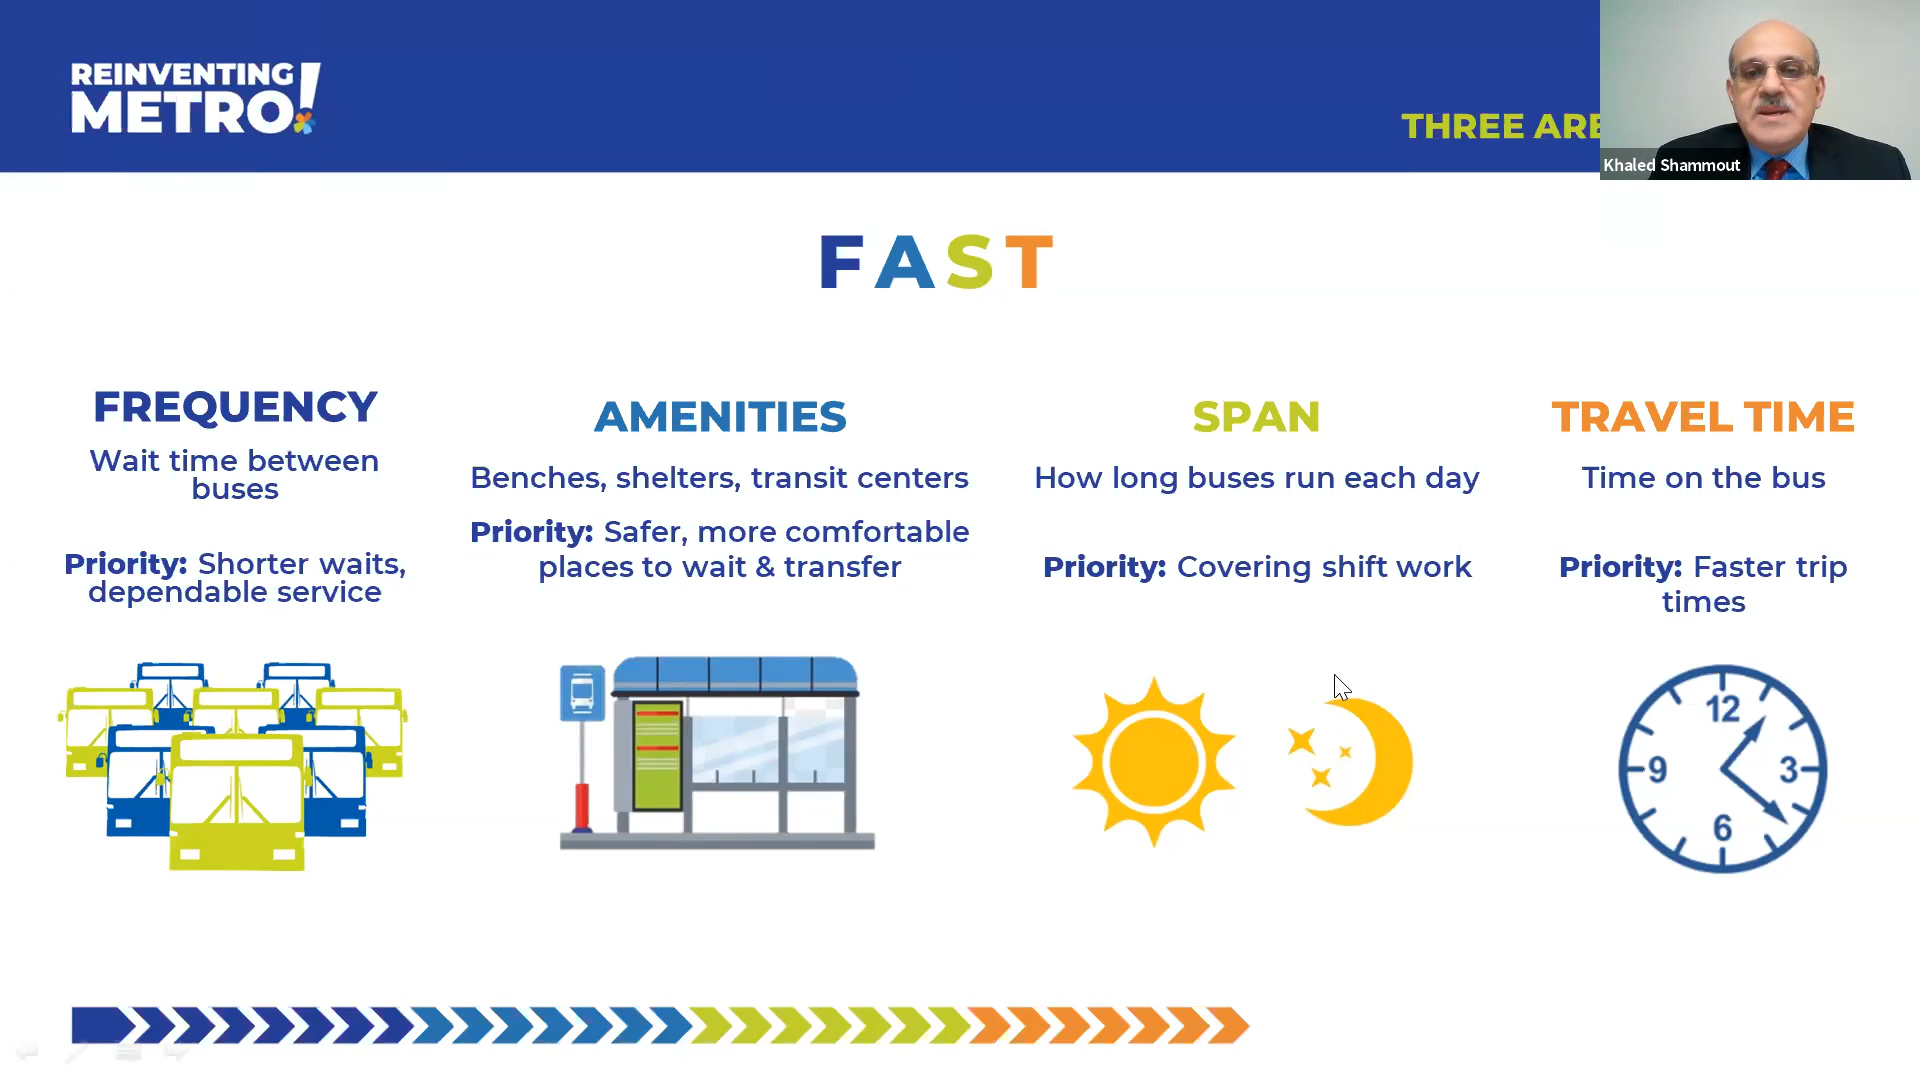 REINVENTING
METRO!
THREE ARE
Khaled Shammout
FAST
FREQUENCY
Wait time between
buses
Priority: Shorter waits,
dependable service
AMENITIES
Benches, shelters, transit centers
Priority: Safer, more comfortable
places to wait & transfer
SPAN
How long buses run each day
Priority: Covering shift work
TRAVEL TIME
Time on the bus
Priority: Faster trip
times
12
3
6
9